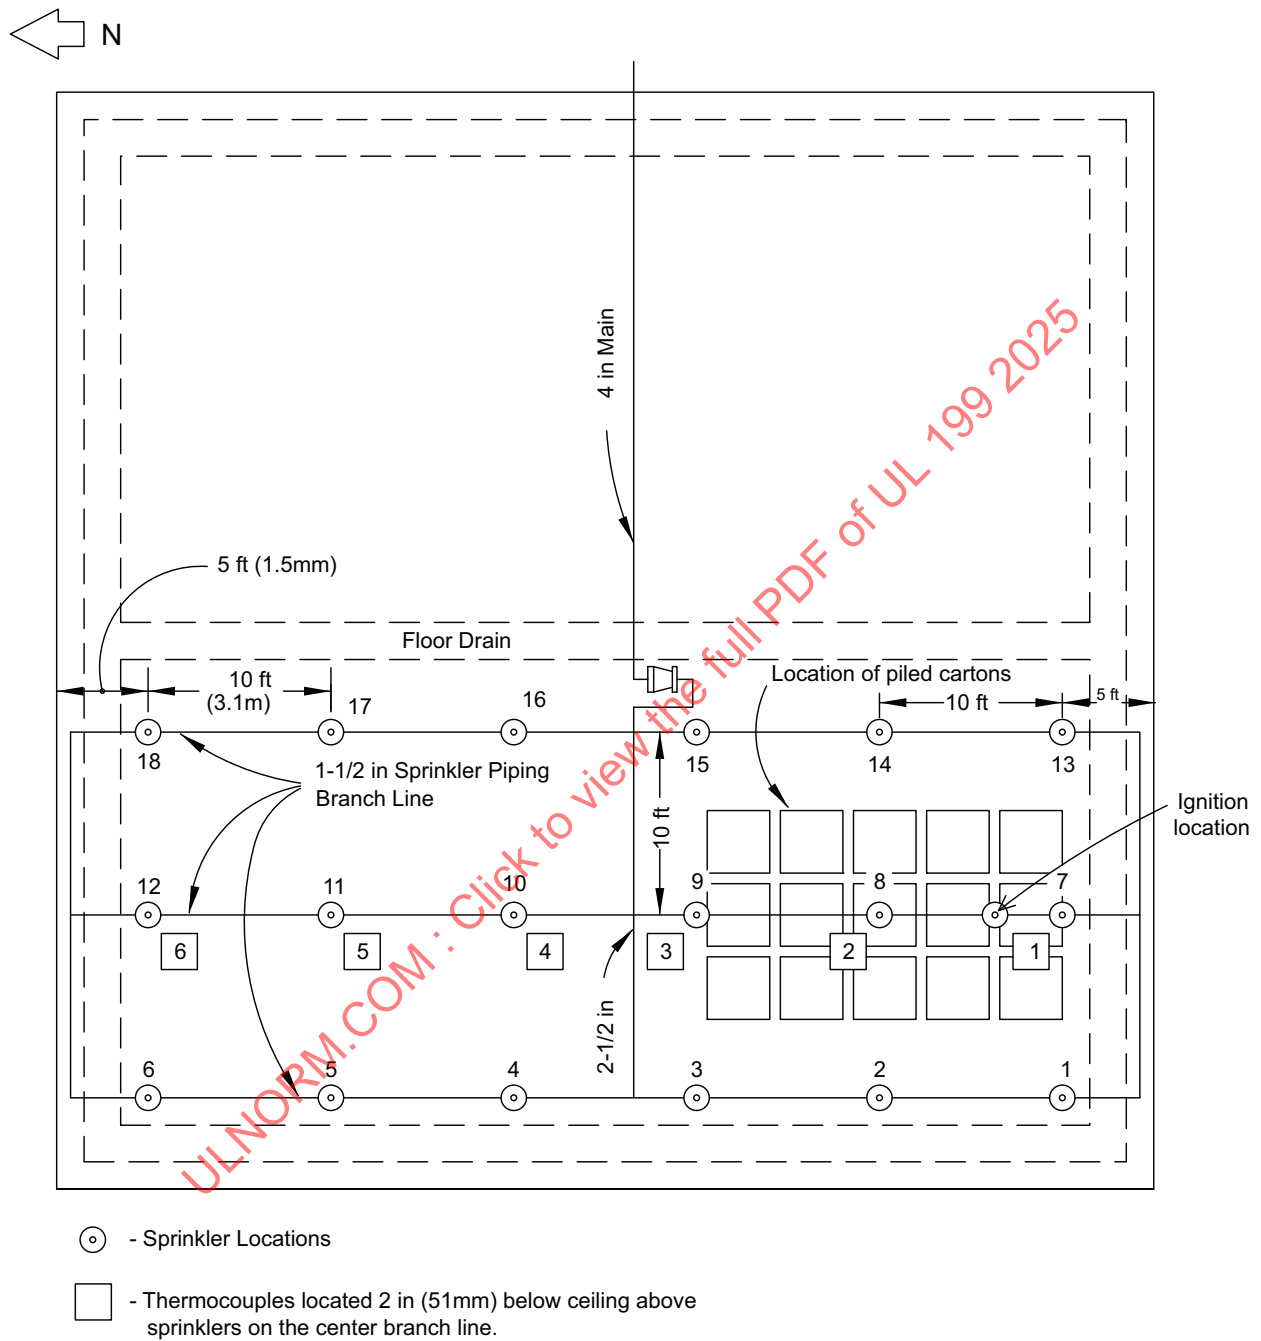 N
4 in Main
5 ft (1.5mm)
Floor Drain
Location of piled cartons
10 ft
(3.1m)
10 ft
5 ft
17
16
18
15
14
13
1-1/2 in Sprinkler Piping
Branch Line
10 ft
Ignition
location
12
11
10
9
8
7
6
5
4
3
2
1
2-1/2 in
6
5
4
3
2
1
- Sprinkler Locations
- Thermocouples located 2 in (51mm) below ceiling above
sprinklers on the center branch line.
ULNORM.COM : Click to view the full PDF of UL 199 2025